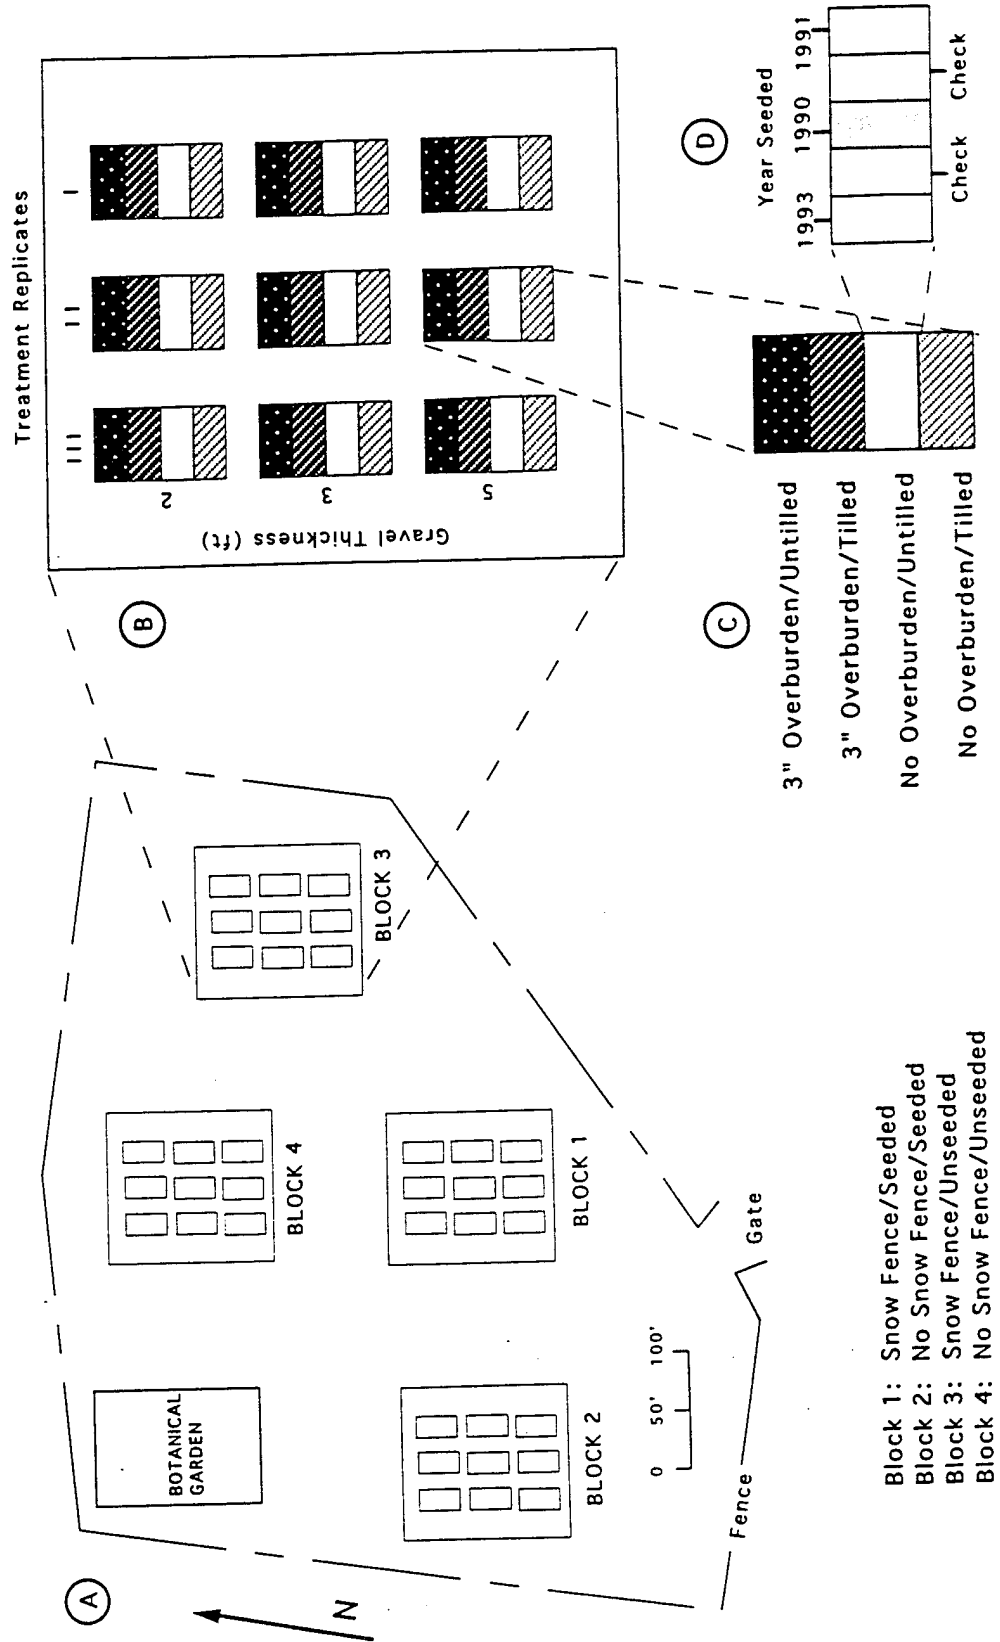 A
N
BOTANICAL
GARDEN
BLOCK 4
BLOCK 3
BLOCK 2
BLOCK 1
0 50' 100'
Fence
Gate
Block 1: Snow Fence/Seeded
Block 2: No Snow Fence/Seeded
Block 3: Snow Fence/Unseeded
Block 4: No Snow Fence/Unseeded
B
Treatment Replicates
III II I
Gravel Thickness (ft)
2
3
5
C
3" Overburden/Untilled
3" Overburden/Tilled
No Overburden/Untilled
No Overburden/Tilled
D
Year Seeded
1993 1990 1991
Check Check